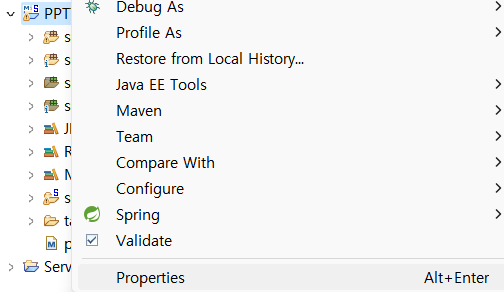 PPT
Debug As
Profile As
Restore from Local History...
Java EE Tools
Maven
Team
Compare With
Configure
Spring
Validate
Serv
Properties Alt+Enter